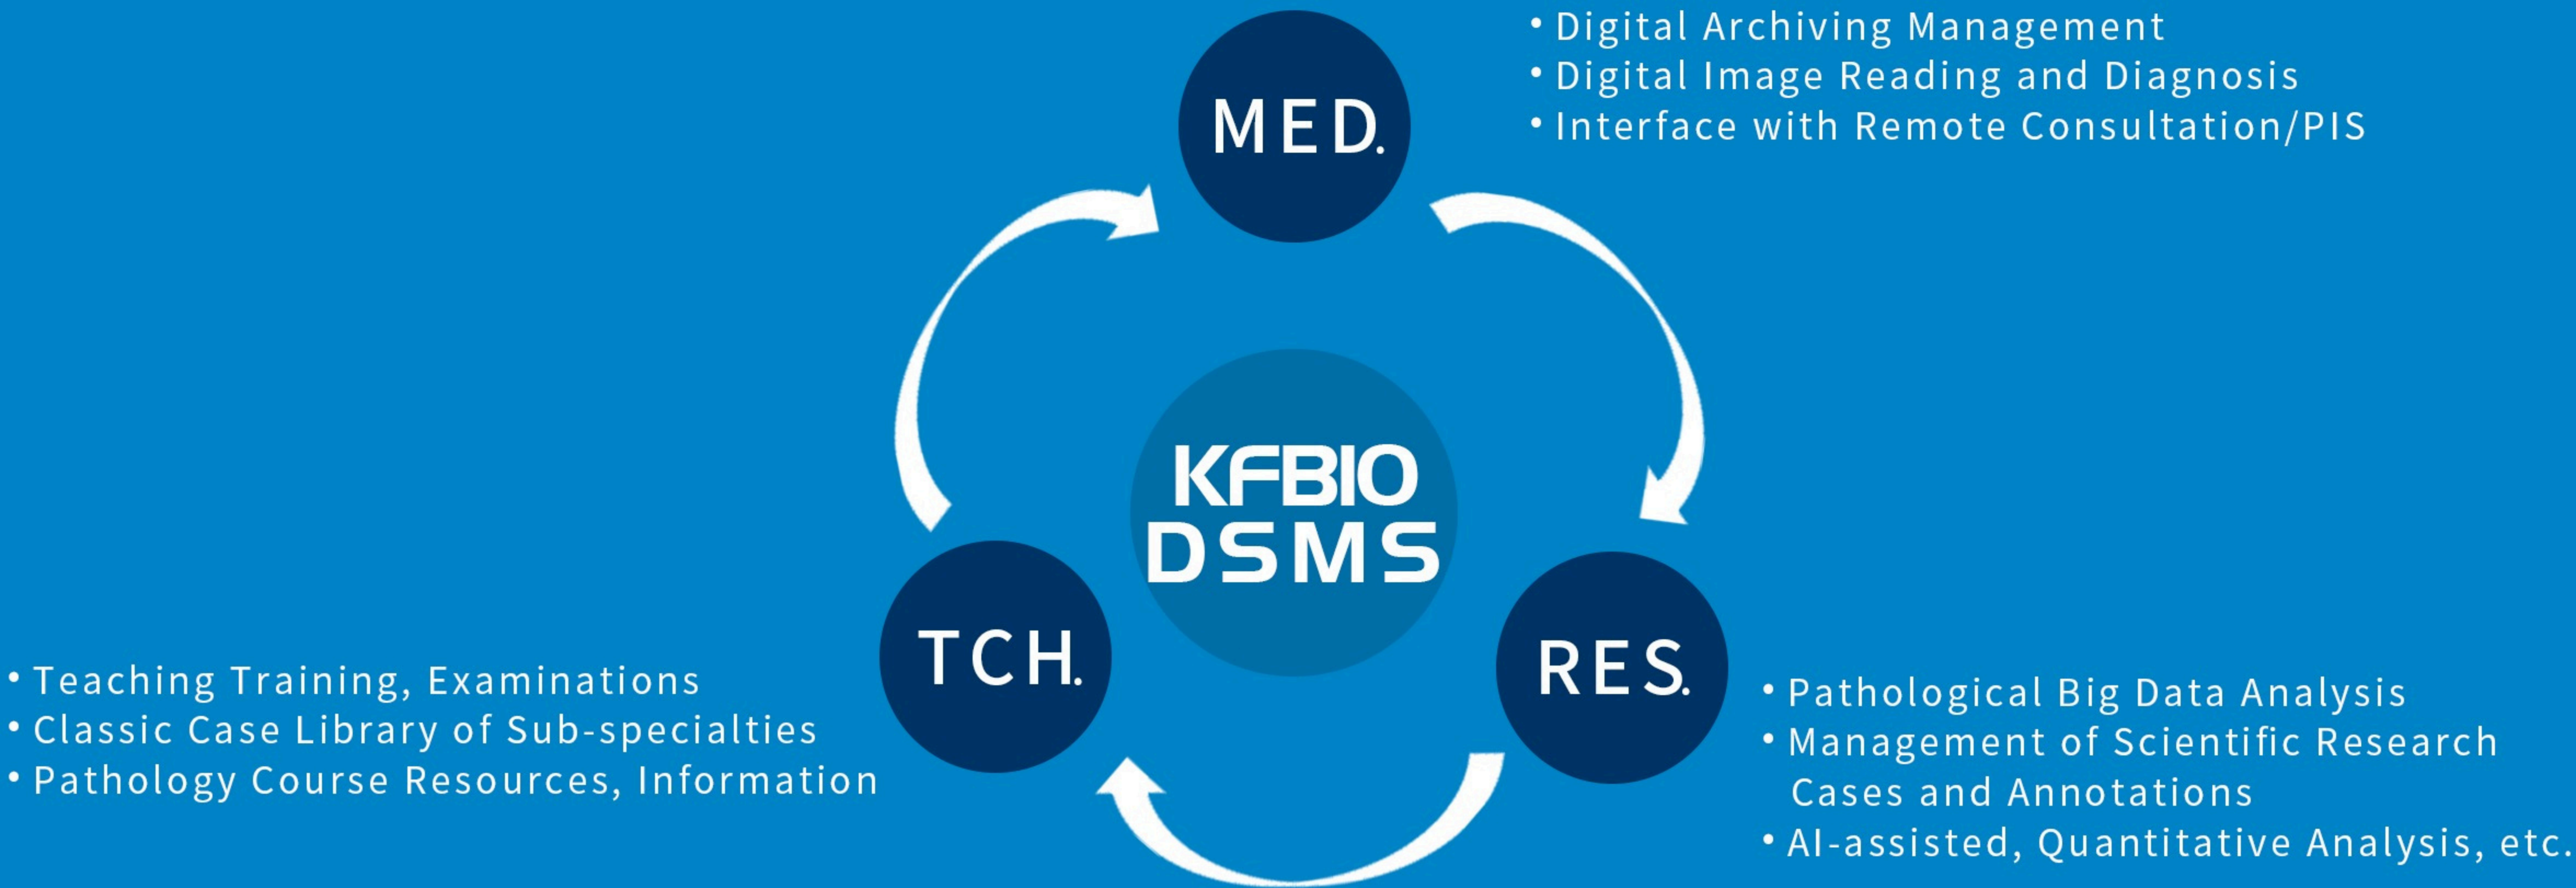 MED.
• Digital Archiving Management
• Digital Image Reading and Diagnosis
• Interface with Remote Consultation/PIS
KFBIO
DSMS
TCH.
• Teaching Training, Examinations
• Classic Case Library of Sub-specialties
• Pathology Course Resources, Information
RES.
• Pathological Big Data Analysis
• Management of Scientific Research
Cases and Annotations
• AI-assisted, Quantitative Analysis, etc.